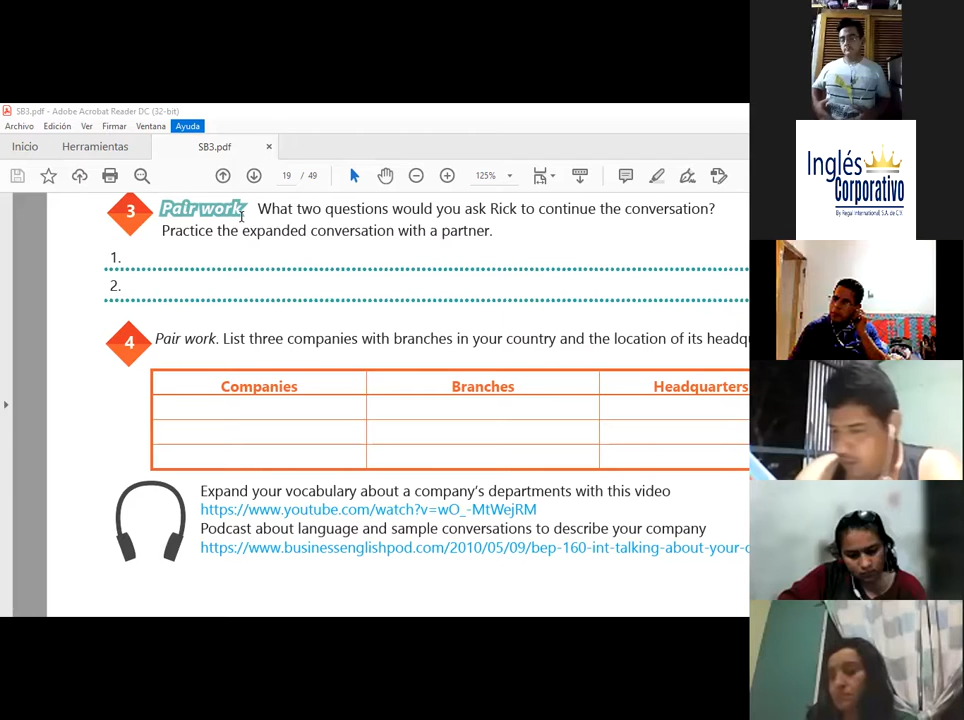 SB3.pdf - Adobe Acrobat Reader DC (32-bit)
Archivo Edición Ver Firmar Ventana Ayuda
Inicio Herramientas SB3.pdf ×
19 / 49 125%
3 Pair work What two questions would you ask Rick to continue the conversation?
Practice the expanded conversation with a partner.
1.
2.
4 Pair work. List three companies with branches in your country and the location of its headqu
Companies Branches Headquarters
Expand your vocabulary about a company's departments with this video
https://www.youtube.com/watch?v=wO_-MtWejRM
Podcast about language and sample conversations to describe your company
https://www.businessenglishpod.com/2010/05/09/bep-160-int-talking-about-your-c
Inglés
Corporativo
By Regal International, S.A. de C.V.